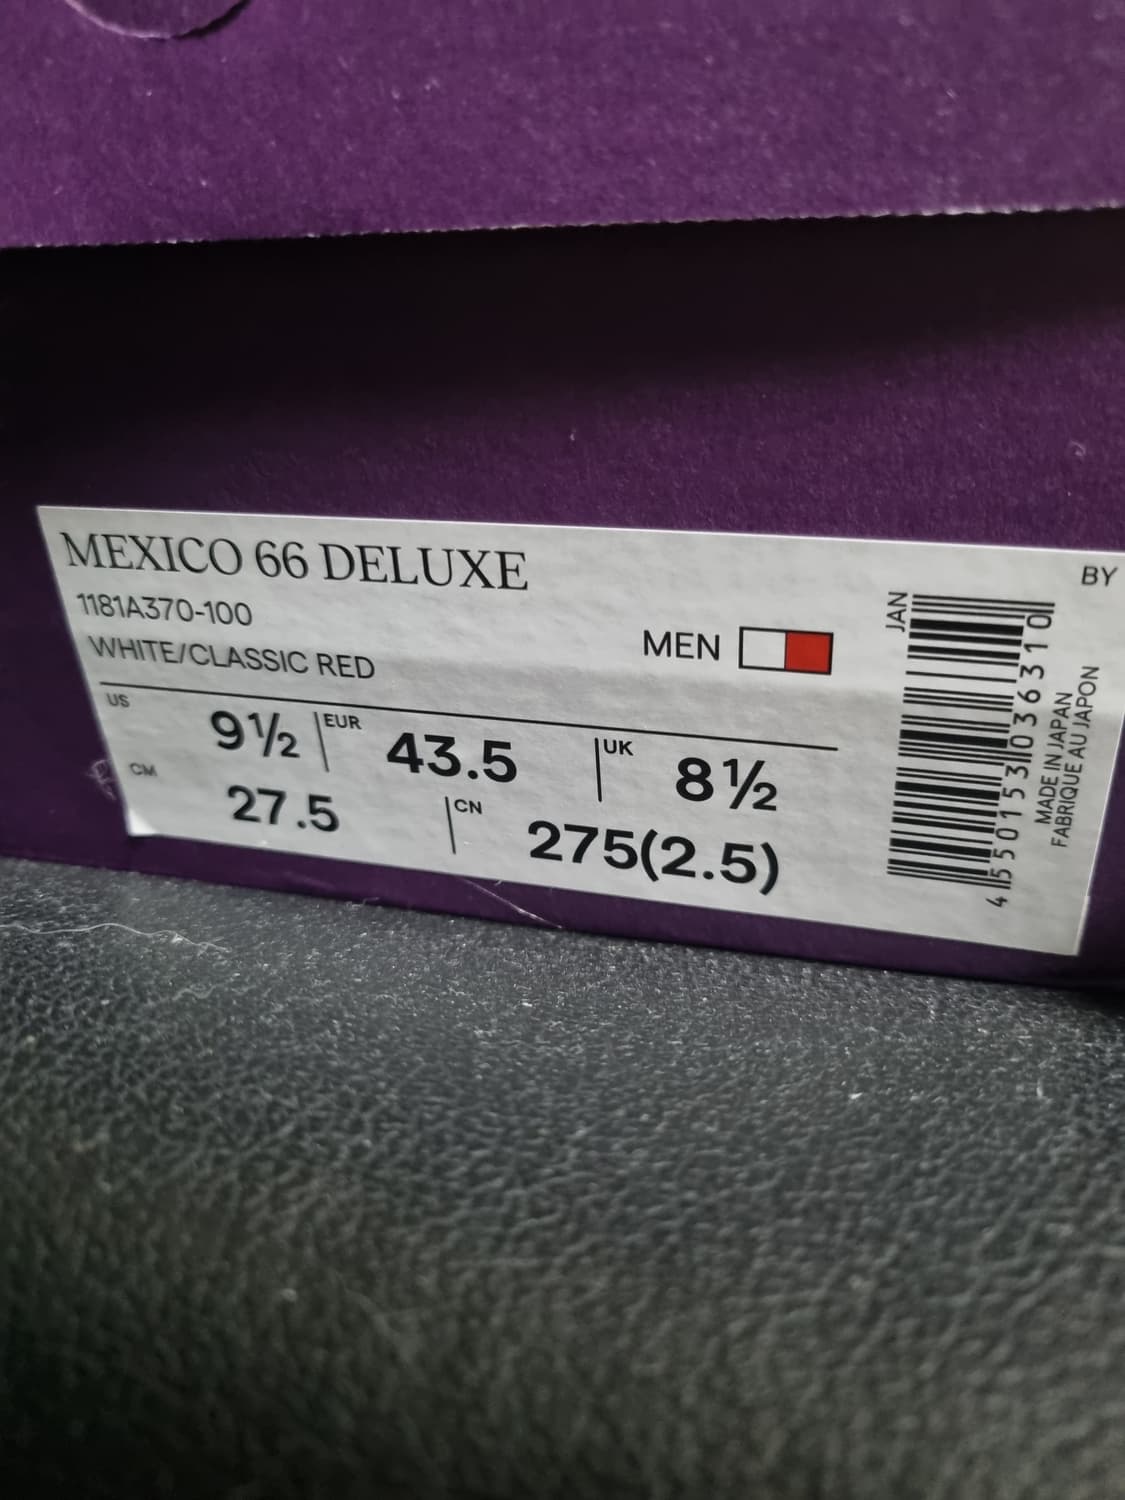 MEXICO 66 DELUXE
1181A370-100
WHITE/CLASSIC RED
MEN
US 9½ EUR 43.5 UK 8½
CM 27.5 CN 275(2.5)
JAN
4550153036310
MADE IN JAPAN
FABRIQUE AU JAPON
BY